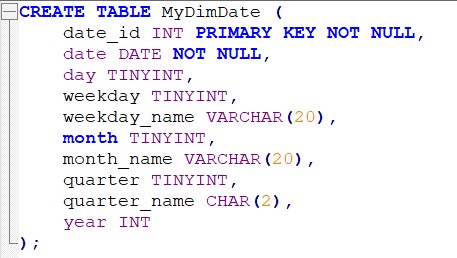 CREATE TABLE MyDimDate (
    date_id INT PRIMARY KEY NOT NULL,
    date DATE NOT NULL,
    day TINYINT,
    weekday TINYINT,
    weekday_name VARCHAR(20),
    month TINYINT,
    month_name VARCHAR(20),
    quarter TINYINT,
    quarter_name CHAR(2),
    year INT
);